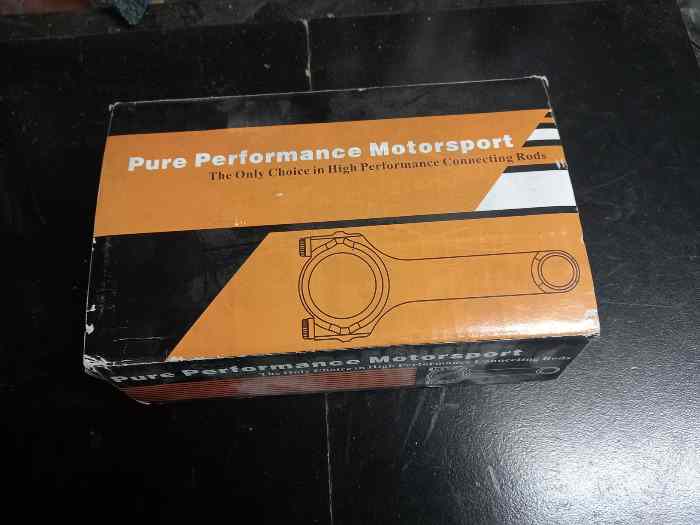 Pure Performance Motorsport
The Only Choice in High Performance Connecting Rods
Pure Performance Motorsport
The Only Choice in High Performance Connecting Rods